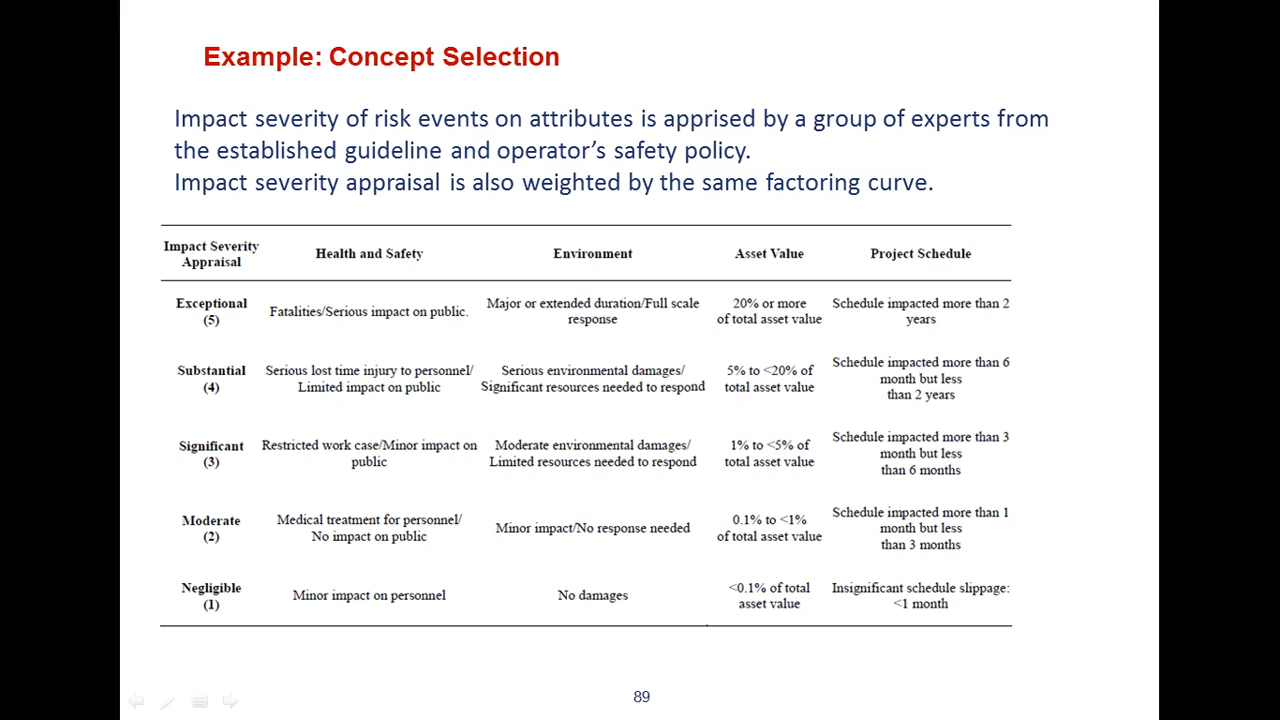 Example: Concept Selection
Impact severity of risk events on attributes is apprised by a group of experts from
the established guideline and operator’s safety policy.
Impact severity appraisal is also weighted by the same factoring curve.
Impact Severity
Appraisal
Health and Safety
Environment
Asset Value
Project Schedule
Exceptional
(5)
Fatalities/Serious impact on public.
Major or extended duration/Full scale
response
20% or more
of total asset value
Schedule impacted more than 2
years
Substantial
(4)
Serious lost time injury to personnel/
Limited impact on public
Serious environmental damages/
Significant resources needed to respond
5% to <20% of
total asset value
Schedule impacted more than 6
month but less
than 2 years
Significant
(3)
Restricted work case/Minor impact on
public
Moderate environmental damages/
Limited resources needed to respond
1% to <5% of
total asset value
Schedule impacted more than 3
month but less
than 6 months
Moderate
(2)
Medical treatment for personnel/
No impact on public
Minor impact/No response needed
0.1% to <1%
of total asset value
Schedule impacted more than 1
month but less
than 3 months
Negligible
(1)
Minor impact on personnel
No damages
<0.1% of total
asset value
Insignificant schedule slippage:
<1 month
89